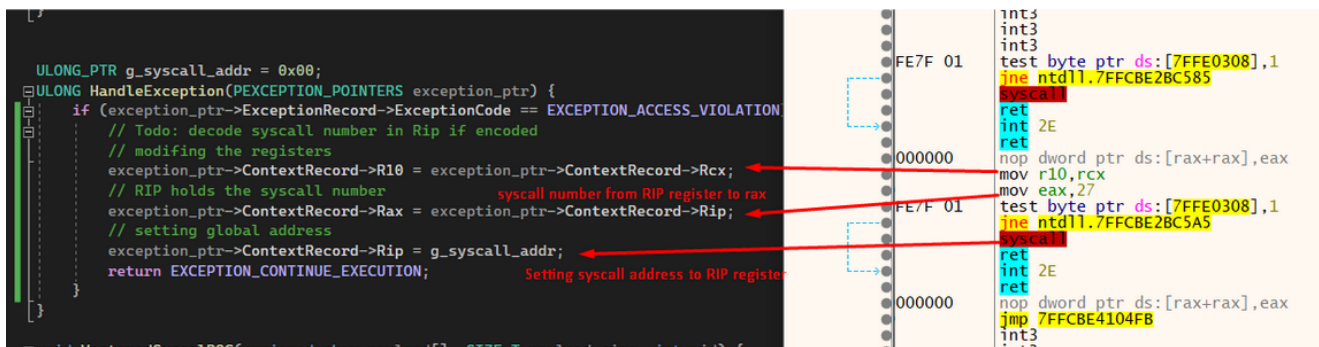 }
ULONG_PTR g_syscall_addr = 0x00;
ULONG HandleException(PEXCEPTION_POINTERS exception_ptr) {
if (exception_ptr->ExceptionRecord->ExceptionCode == EXCEPTION_ACCESS_VIOLATION)
// Todo: decode syscall number in Rip if encoded
// modifing the registers
exception_ptr->ContextRecord->R10 = exception_ptr->ContextRecord->Rcx;
// RIP holds the syscall number
syscall number from RIP register to rax
exception_ptr->ContextRecord->Rax = exception_ptr->ContextRecord->Rip;
// setting global address
exception_ptr->ContextRecord->Rip = g_syscall_addr;
return EXCEPTION_CONTINUE_EXECUTION;
Setting syscall address to RIP register
}
}
int3
int3
int3
FE7F 01 test byte ptr ds:[7FFE0308],1
jne ntdll.7FFCBE2BC585
syscall
ret
int 2E
ret
000000 nop dword ptr ds:[rax+rax],eax
mov r10,rcx
mov eax,27
FE7F 01 test byte ptr ds:[7FFE0308],1
jne ntdll.7FFCBE2BC5A5
syscall
ret
int 2E
ret
000000 nop dword ptr ds:[rax+rax],eax
jmp 7FFCBE4104FB
int3